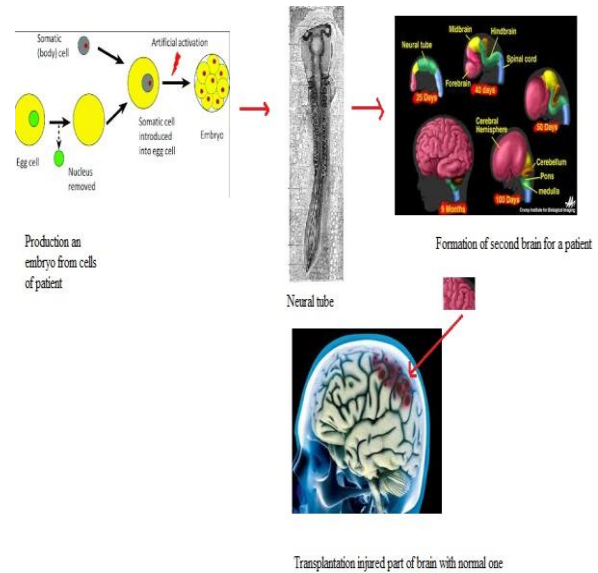 Somatic
(body) cell
Artificial activation
Egg cell
Nucleus
removed
Somatic cell
introduced
into egg cell
Embryo
Production an
embryo from cells
of patient
Neural tube
Neural tube
Midbrain
Hindbrain
Spinal cord
Forebrain
25 Days
40 days
50 Days
Cerebral
Hemisphere
Cerebellum
Pons
medulla
9 Months
100 Days
Formation of second brain for a patient
Transplantation injured part of brain with normal one